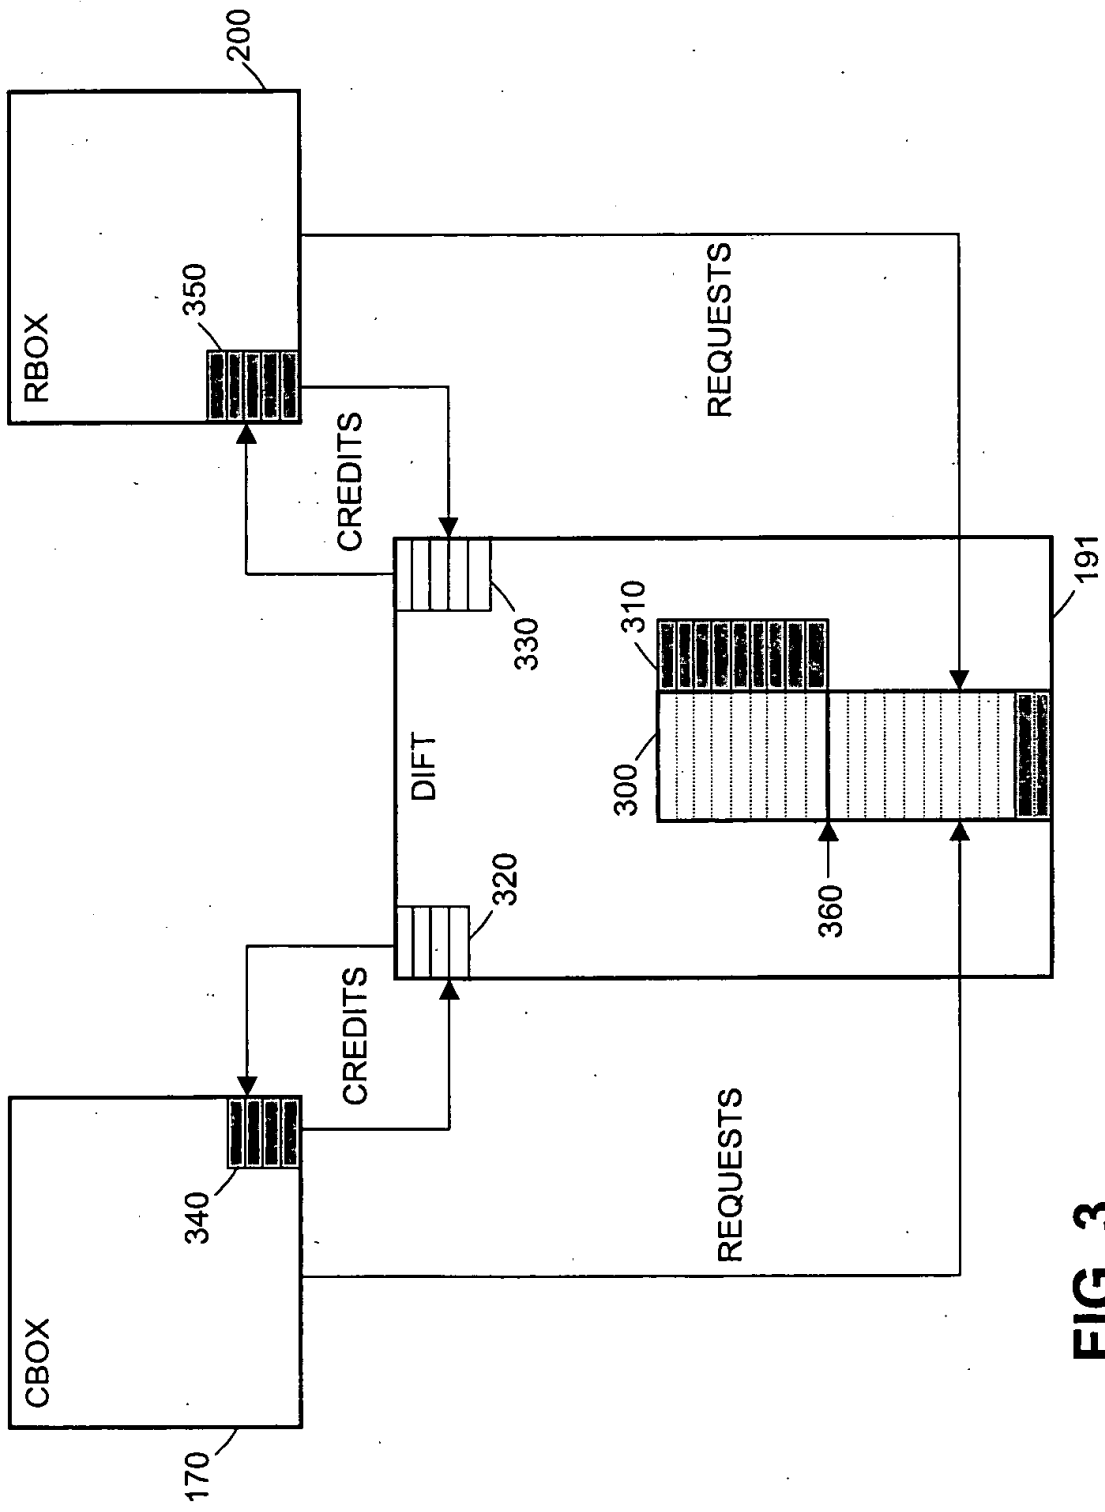 200
RBOX
350
CREDITS
REQUESTS
330
310
191
DIFT
300
320
360
CREDITS
340
REQUESTS
CBOX
170
FIG. 3